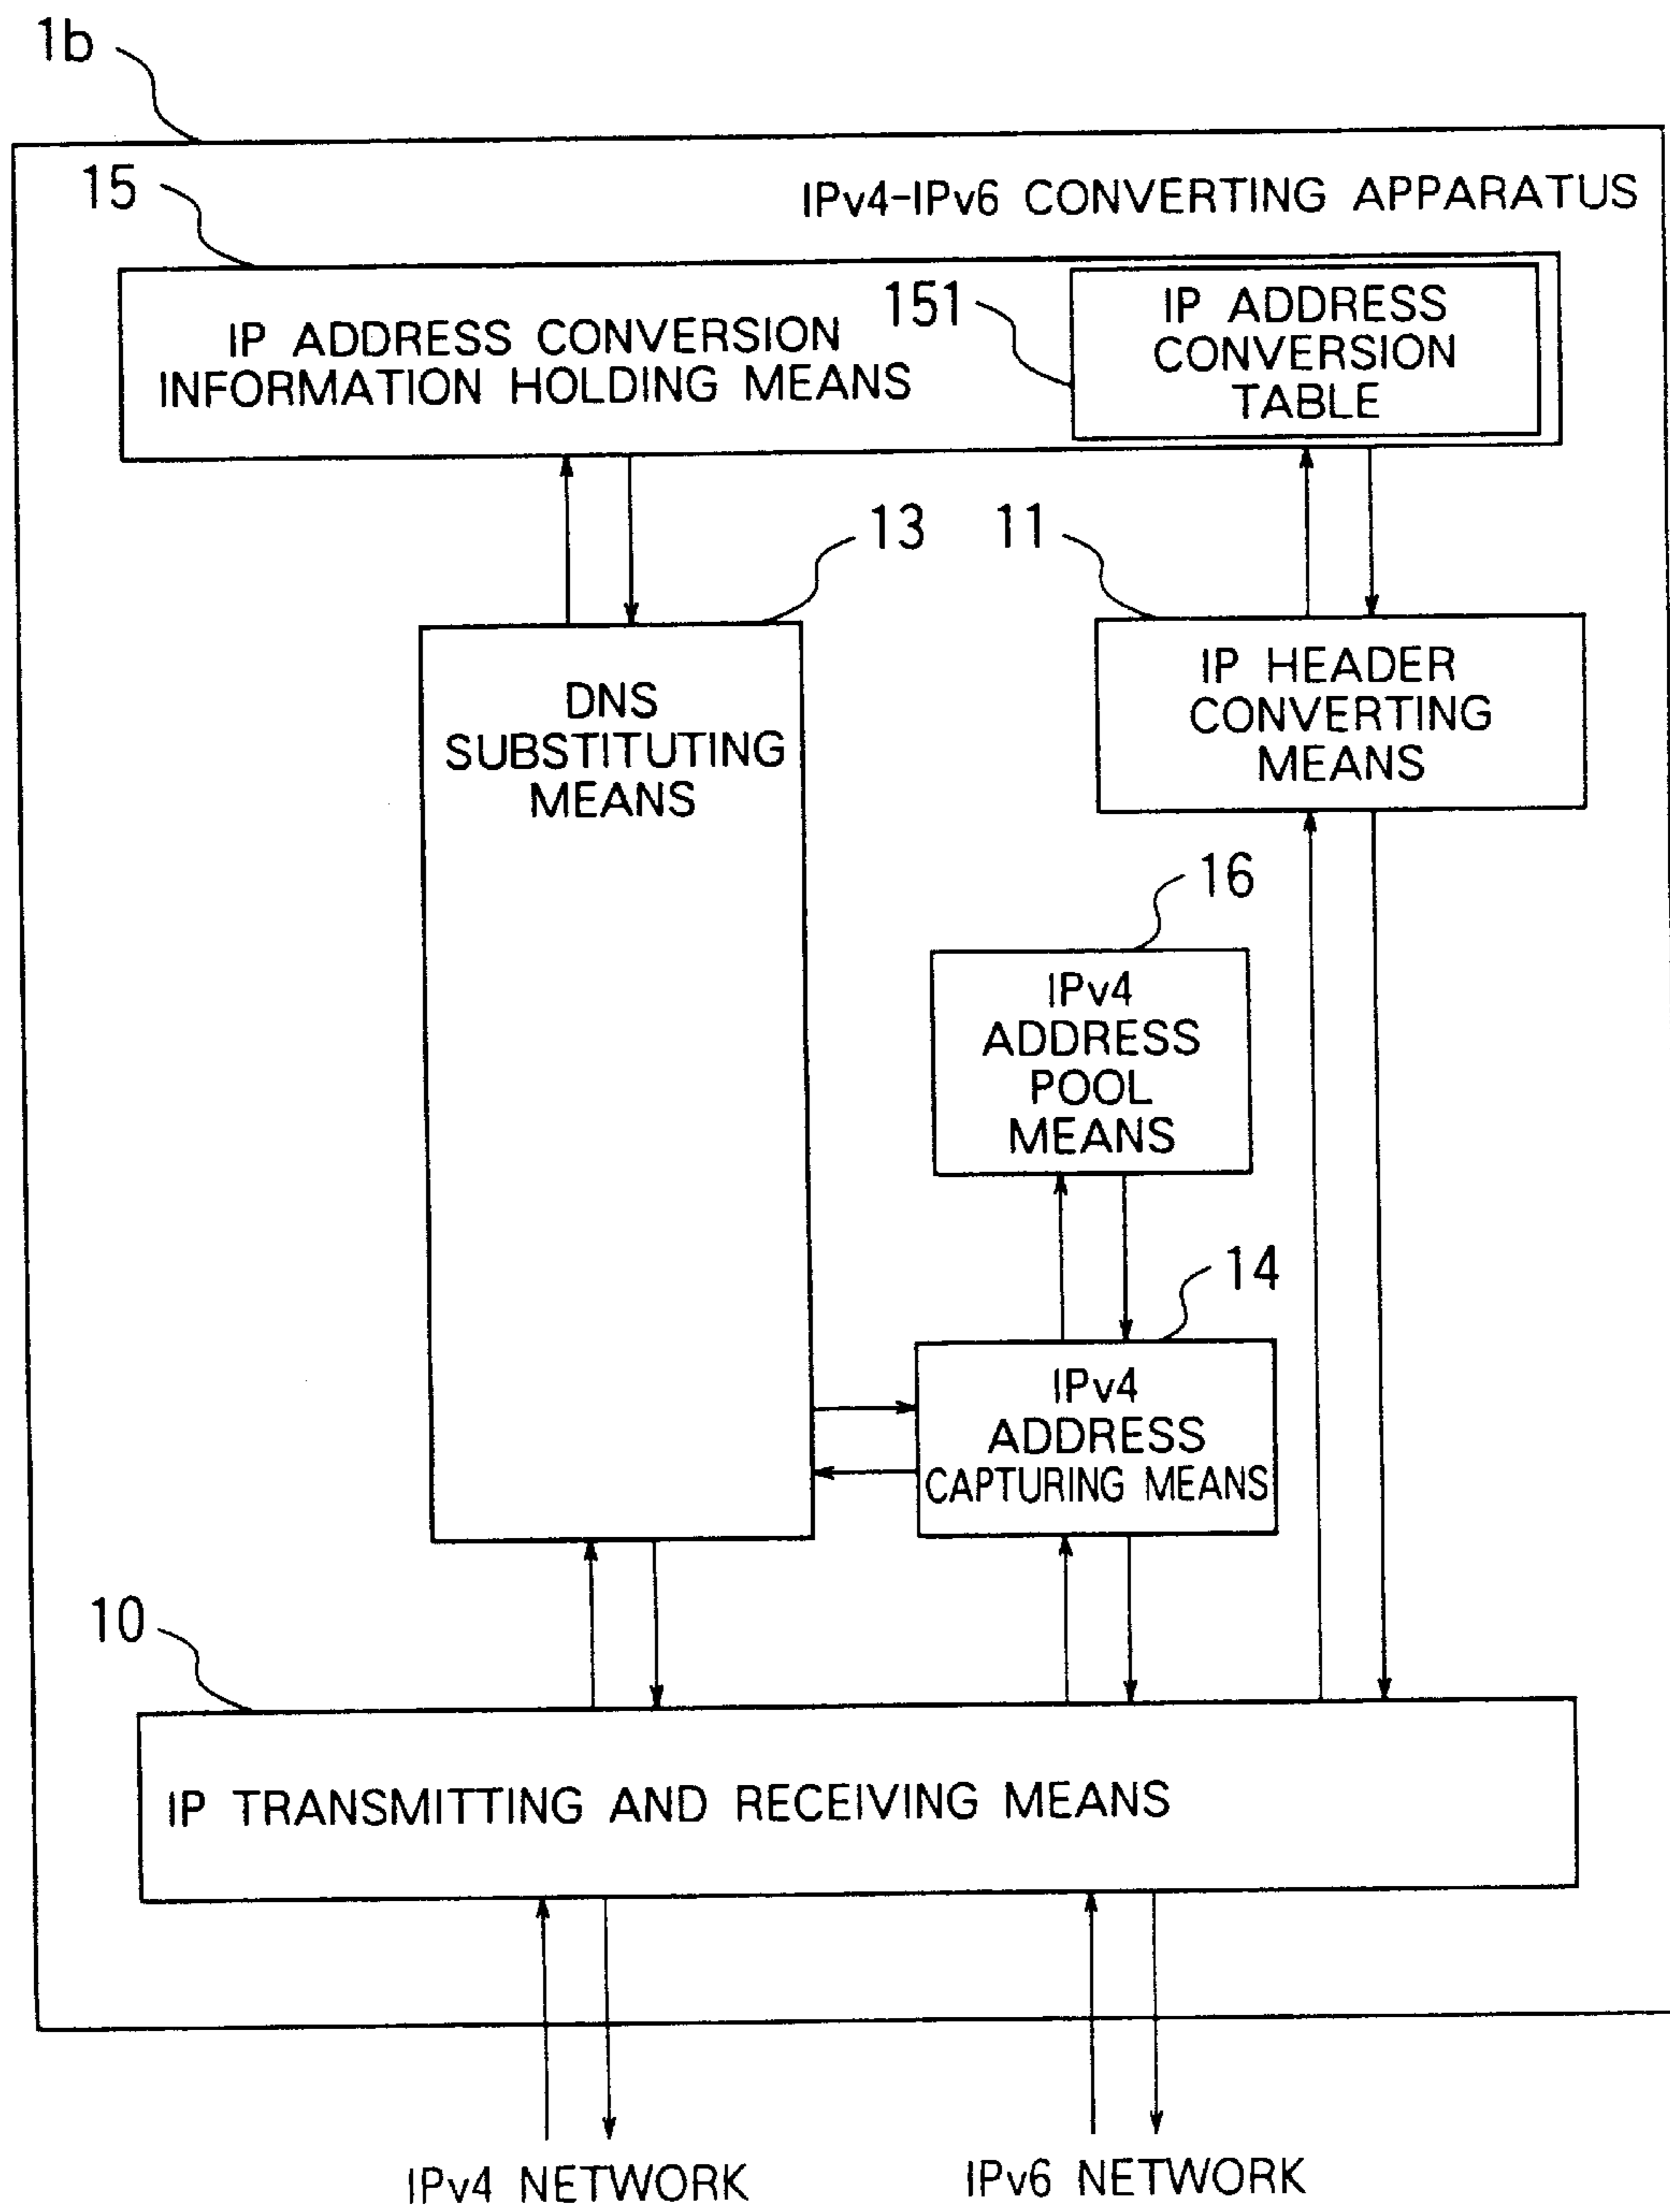 1b
IPv4-IPv6 CONVERTING APPARATUS
15
IP ADDRESS CONVERSION
INFORMATION HOLDING MEANS
151
IP ADDRESS
CONVERSION
TABLE
13
11
DNS
SUBSTITUTING
MEANS
IP HEADER
CONVERTING
MEANS
16
IPv4
ADDRESS
POOL
MEANS
14
IPv4
ADDRESS
CAPTURING MEANS
10
IP TRANSMITTING AND RECEIVING MEANS
IPv4 NETWORK
IPv6 NETWORK